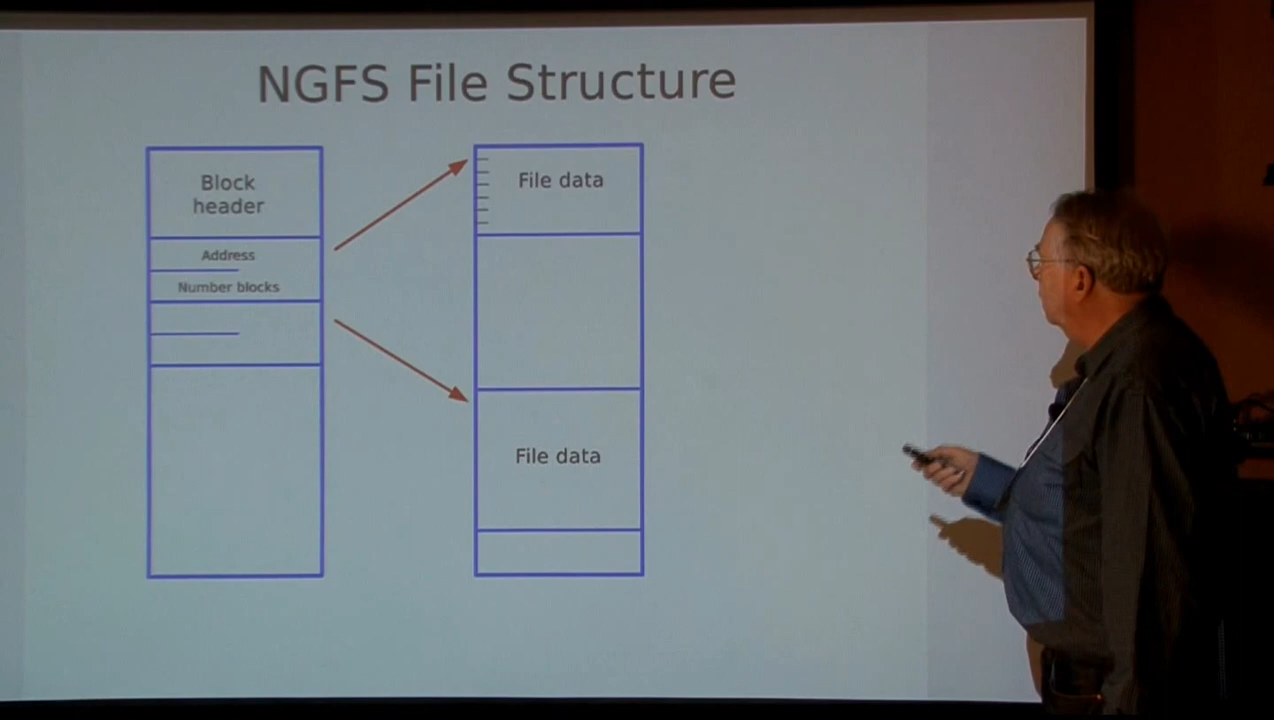 NGFS File Structure
Block
header
Address
Number blocks
File data
File data